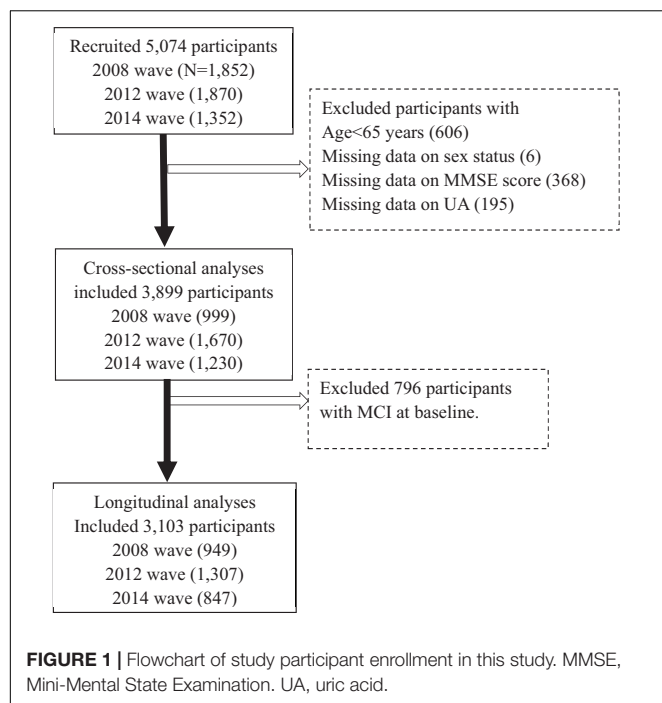 Recruited 5,074 participants
2008 wave (N=1,852)
2012 wave (1,870)
2014 wave (1,352)
Excluded participants with
Age<65 years (606)
Missing data on sex status (6)
Missing data on MMSE score (368)
Missing data on UA (195)
Cross-sectional analyses
included 3,899 participants
2008 wave (999)
2012 wave (1,670)
2014 wave (1,230)
Excluded 796 participants
with MCI at baseline.
Longitudinal analyses
Included 3,103 participants
2008 wave (949)
2012 wave (1,307)
2014 wave (847)
FIGURE 1 | Flowchart of study participant enrollment in this study. MMSE,
Mini-Mental State Examination. UA, uric acid.